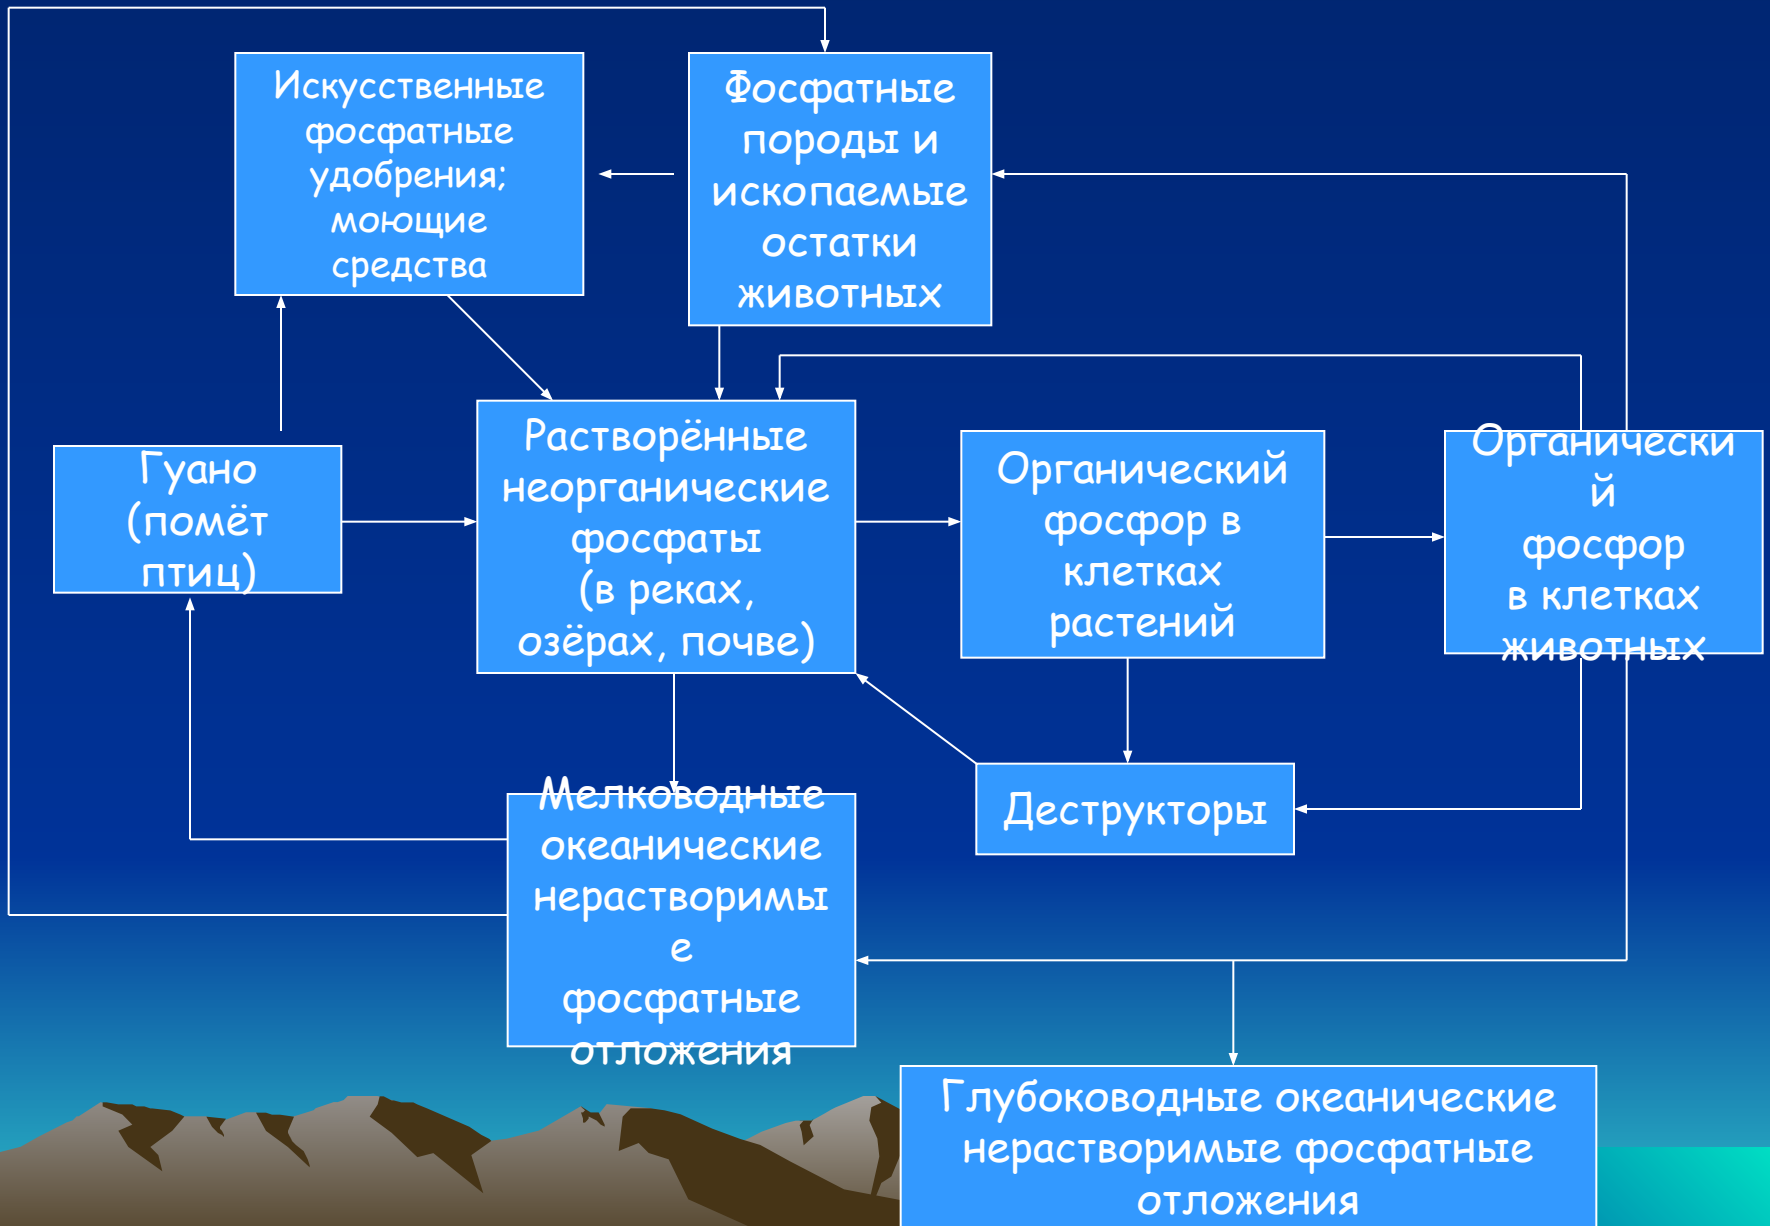 Искусственные
фосфатные
удобрения;
моющие
средства
Фосфатные
породы и
ископаемые
остатки
животных
Гуано
(помёт
птиц)
Растворённые
неорганические
фосфаты
(в реках,
озёрах, почве)
Органический
фосфор в
клетках
растений
Органически
й
фосфор
в клетках
животных
Деструкторы
Мелководные
океанические
нерастворимы
е
фосфатные
отложения
Глубоководные океанические
нерастворимые фосфатные
отложения